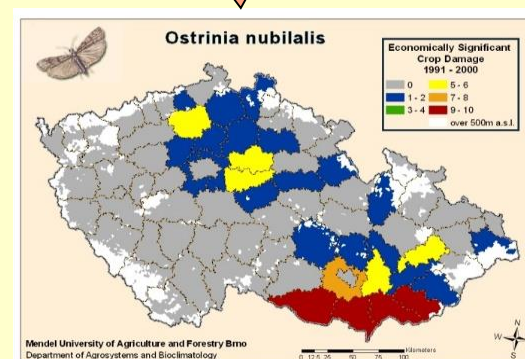 Ostrinia nubilalis
Economically Significant
Crop Damage
1991 - 2000
0 5 - 6
1 - 2 7 - 8
3 - 4 9 - 10
over 500m a.s.l.
Mendel University of Agriculture and Forestry Brno
Department of Agrosystems and Bioclimatology
0 12,5 25 50 75 100 Kilometers
N
W E
S